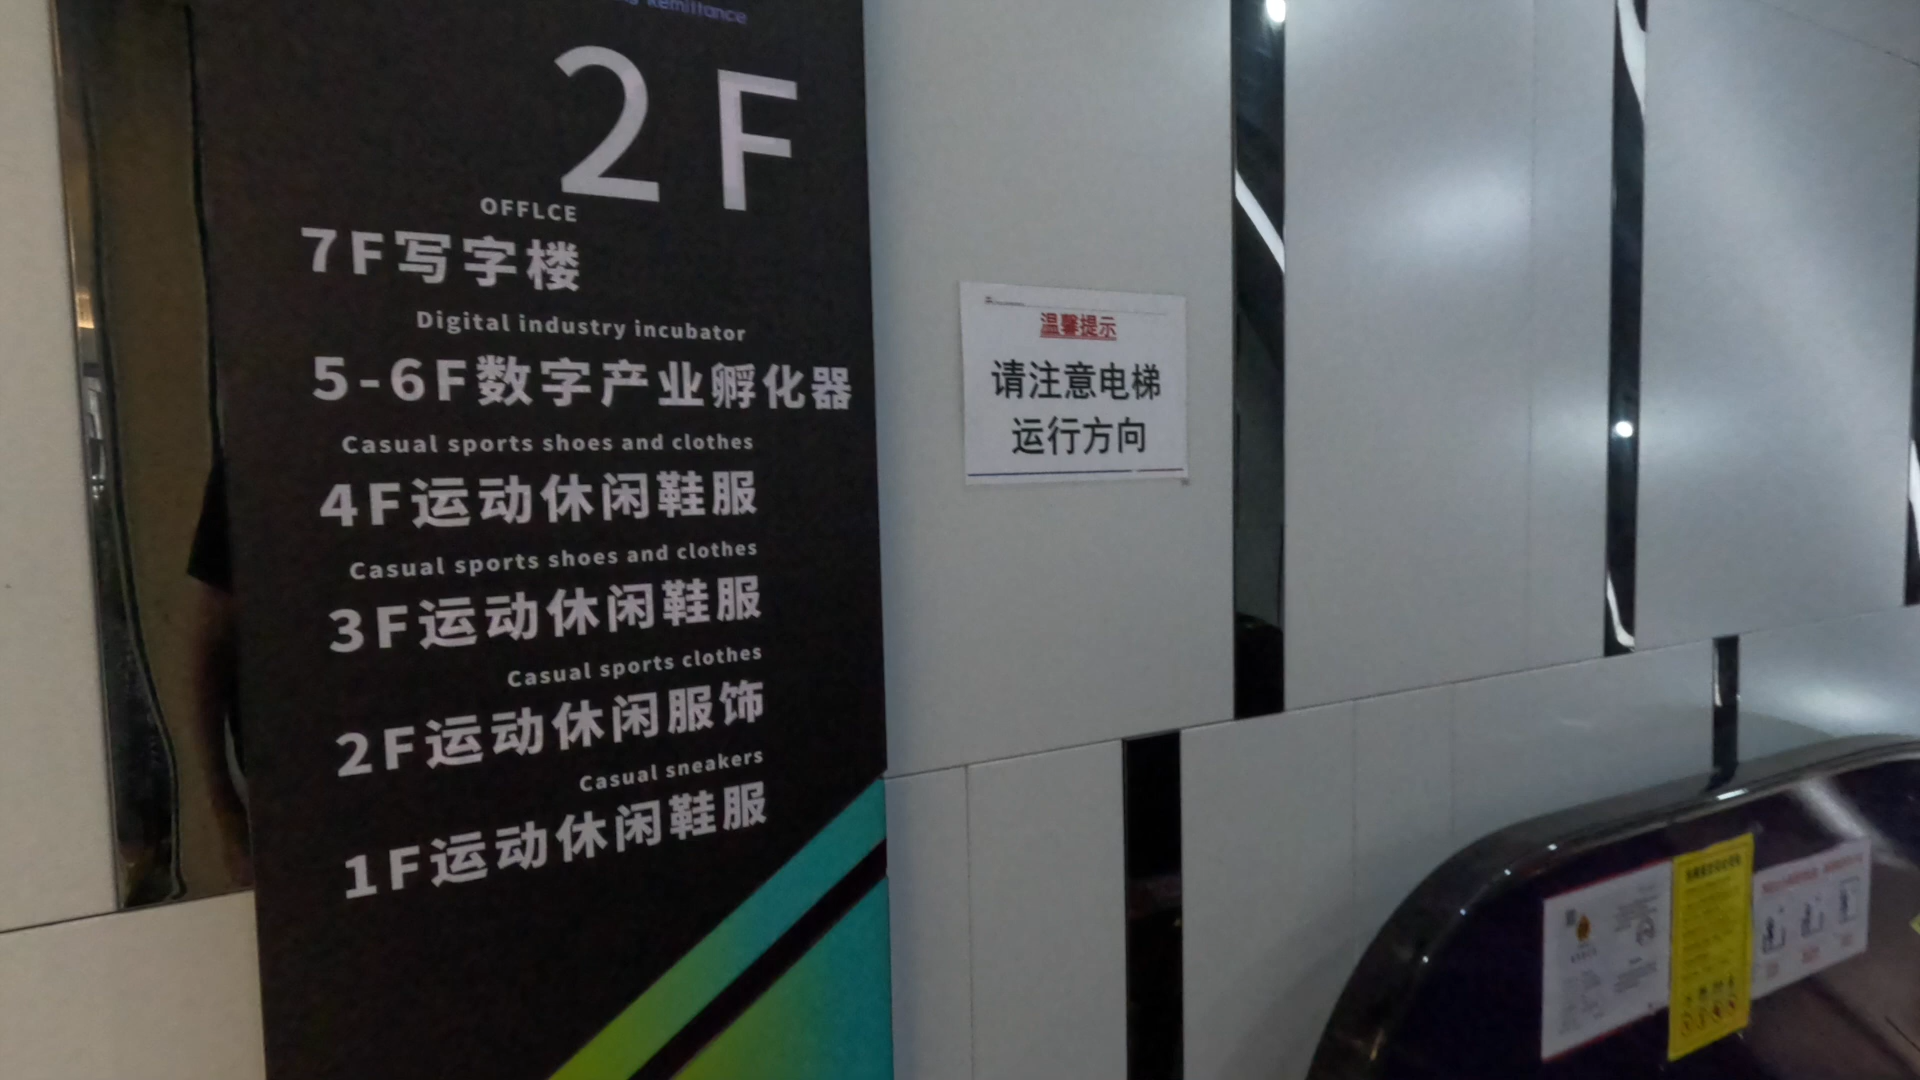 Remittance
2F
OFFLCE
7F写字楼
Digital industry incubator
5-6F数字产业孵化器
Casual sports shoes and clothes
4F运动休闲鞋服
Casual sports shoes and clothes
3F运动休闲鞋服
Casual sports clothes
2F运动休闲服饰
Casual sneakers
1F运动休闲鞋服
温馨提示
请注意电梯
运行方向